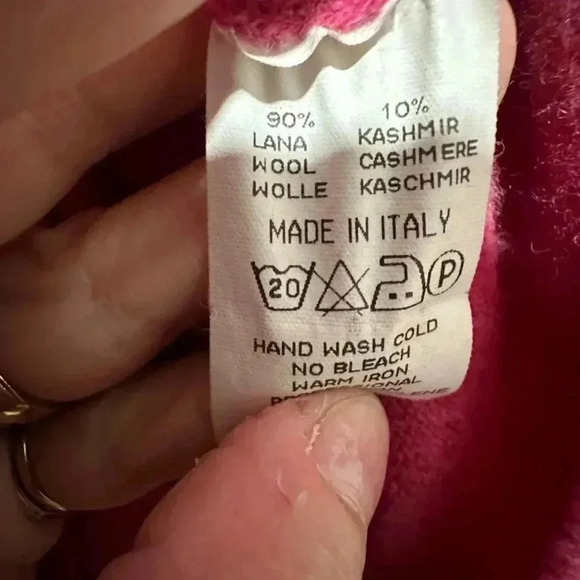 90% 10%
LANA KASHMIR
WOOL CASHMERE
WOLLE KASCHMIR
MADE IN ITALY
20 P
HAND WASH COLD
NO BLEACH
WARM IRON